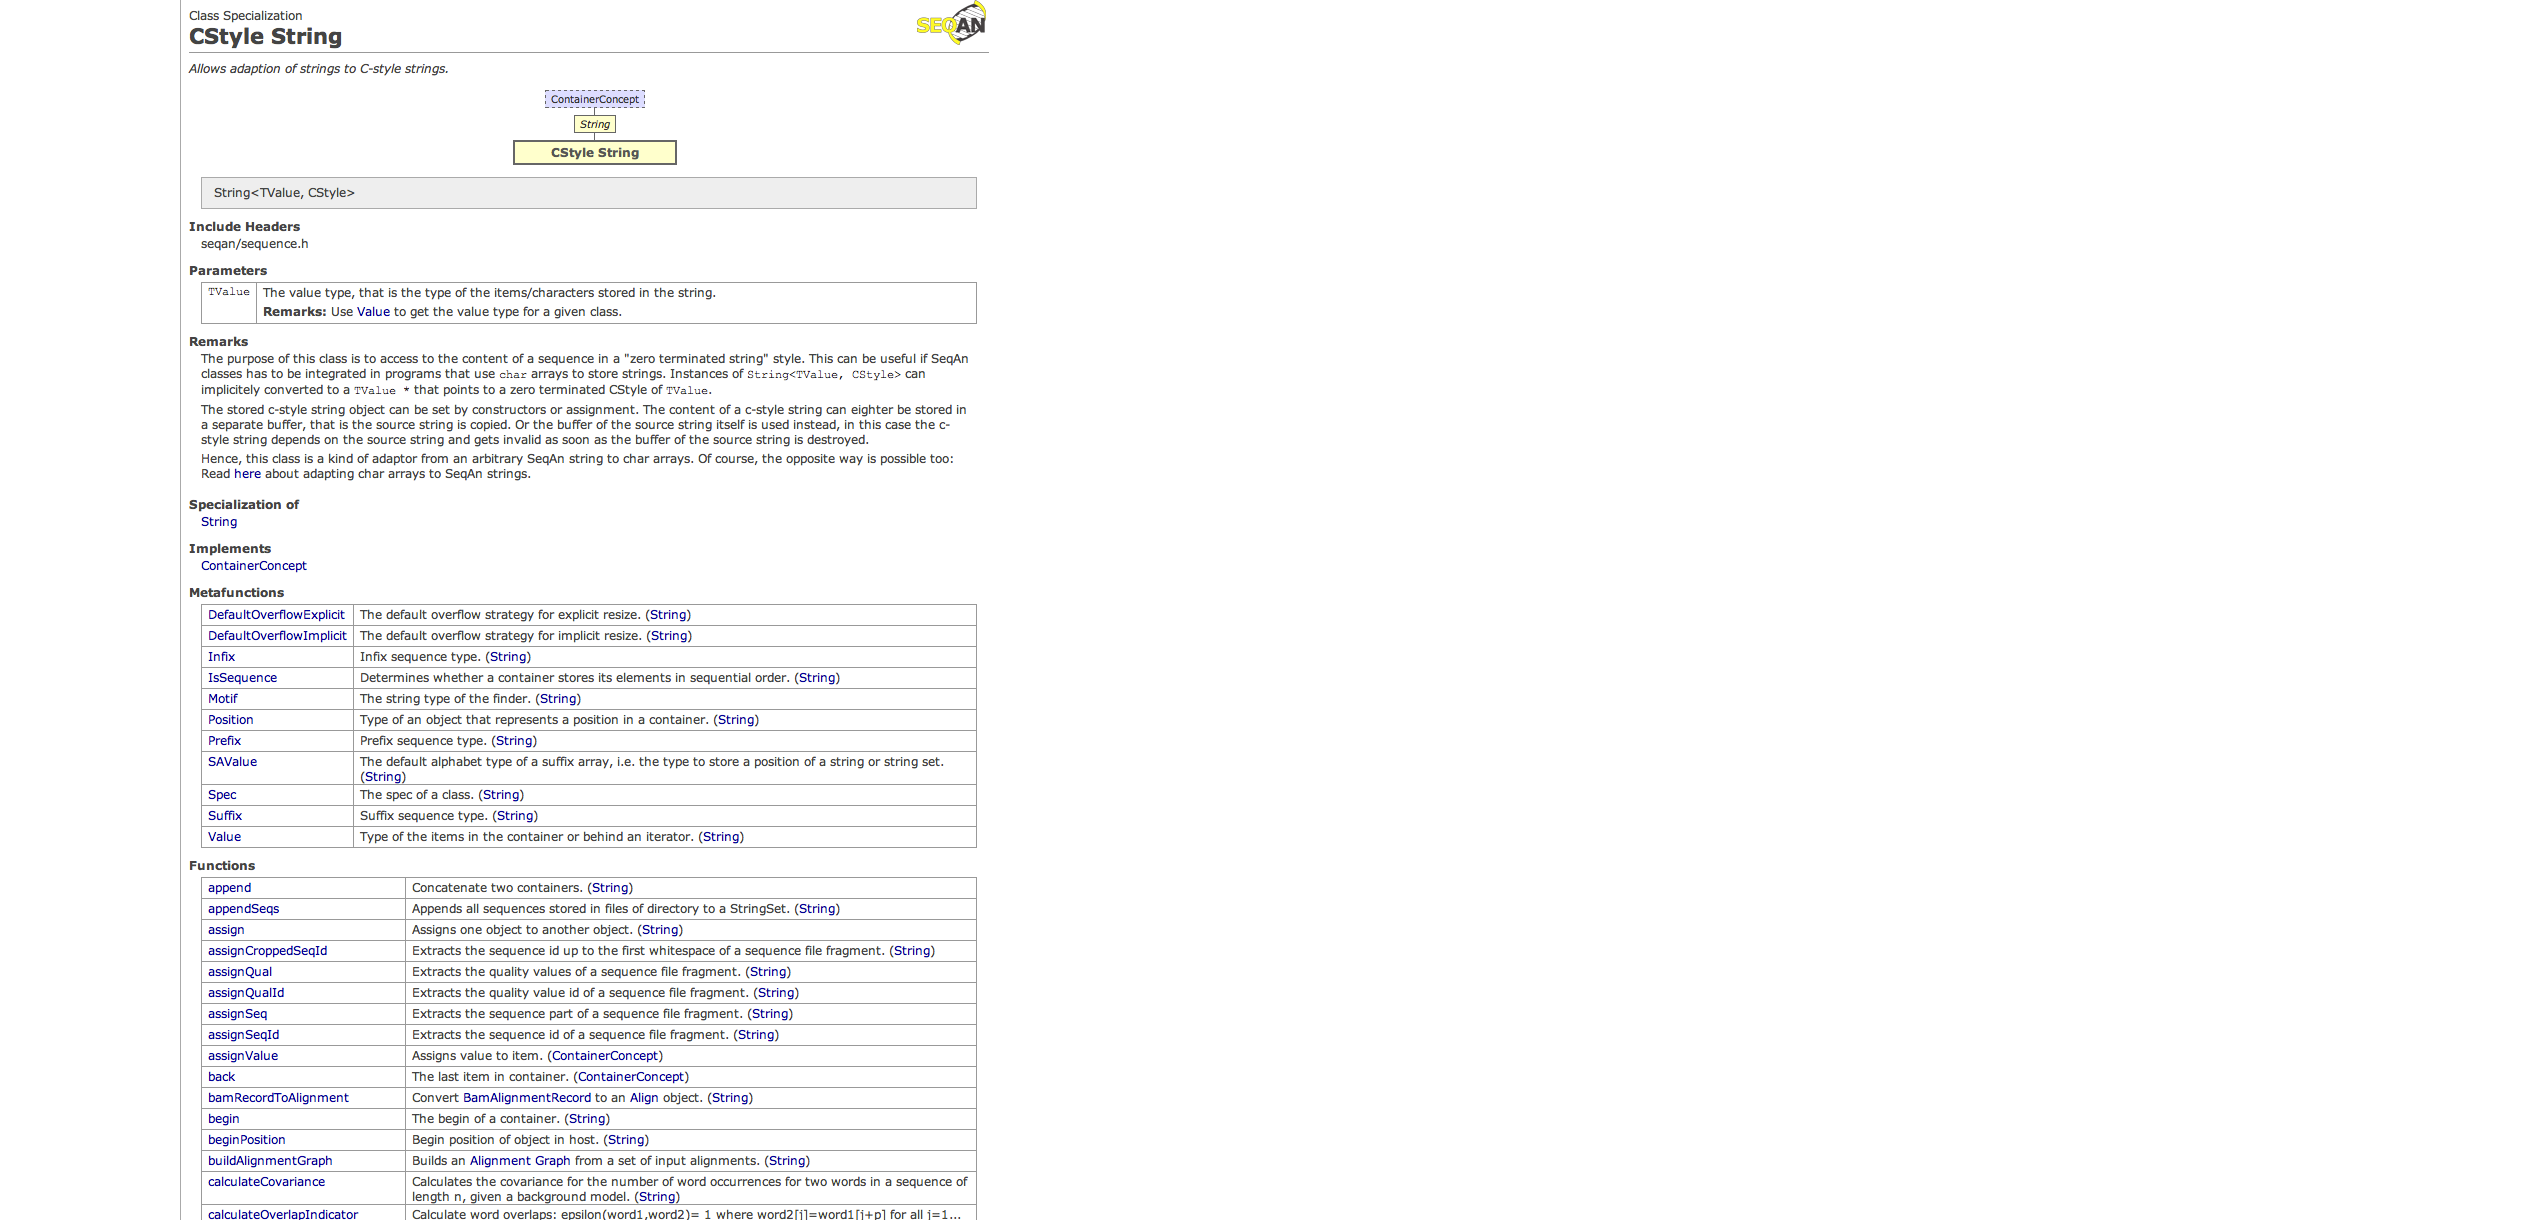 Class Specialization
CStyle String
SEQAN
Allows adaption of strings to C-style strings.
ContainerConcept
String
CStyle String
String<TValue, CStyle>
Include Headers
seqan/sequence.h
Parameters
TValue The value type, that is the type of the items/characters stored in the string.
Remarks: Use Value to get the value type for a given class.
Remarks
The purpose of this class is to access to the content of a sequence in a "zero terminated string" style. This can be useful if SeqAn
classes has to be integrated in programs that use char arrays to store strings. Instances of String<TValue, CStyle> can
implicitely converted to a TValue * that points to a zero terminated CStyle of TValue.
The stored c-style string object can be set by constructors or assignment. The content of a c-style string can eighter be stored in
a separate buffer, that is the source string is copied. Or the buffer of the source string itself is used instead, in this case the c-
style string depends on the source string and gets invalid as soon as the buffer of the source string is destroyed.
Hence, this class is a kind of adaptor from an arbitrary SeqAn string to char arrays. Of course, the opposite way is possible too:
Read here about adapting char arrays to SeqAn strings.
Specialization of
String
Implements
ContainerConcept
Metafunctions
DefaultOverflowExplicit The default overflow strategy for explicit resize. (String)
DefaultOverflowImplicit The default overflow strategy for implicit resize. (String)
Infix Infix sequence type. (String)
IsSequence Determines whether a container stores its elements in sequential order. (String)
Motif The string type of the finder. (String)
Position Type of an object that represents a position in a container. (String)
Prefix Prefix sequence type. (String)
SAValue The default alphabet type of a suffix array, i.e. the type to store a position of a string or string set.
(String)
Spec The spec of a class. (String)
Suffix Suffix sequence type. (String)
Value Type of the items in the container or behind an iterator. (String)
Functions
append Concatenate two containers. (String)
appendSeqs Appends all sequences stored in files of directory to a StringSet. (String)
assign Assigns one object to another object. (String)
assignCroppedSeqId Extracts the sequence id up to the first whitespace of a sequence file fragment. (String)
assignQual Extracts the quality values of a sequence file fragment. (String)
assignQualId Extracts the quality value id of a sequence file fragment. (String)
assignSeq Extracts the sequence part of a sequence file fragment. (String)
assignSeqId Extracts the sequence id of a sequence file fragment. (String)
assignValue Assigns value to item. (ContainerConcept)
back The last item in container. (ContainerConcept)
bamRecordToAlignment Convert BamAlignmentRecord to an Align object. (String)
begin The begin of a container. (String)
beginPosition Begin position of object in host. (String)
buildAlignmentGraph Builds an Alignment Graph from a set of input alignments. (String)
calculateCovariance Calculates the covariance for the number of word occurrences for two words in a sequence of
length n, given a background model. (String)
calculateOverlapIndicator Calculate word overlaps: epsilon(word1,word2)= 1 where word2[j]=word1[j+p] for all j=1...